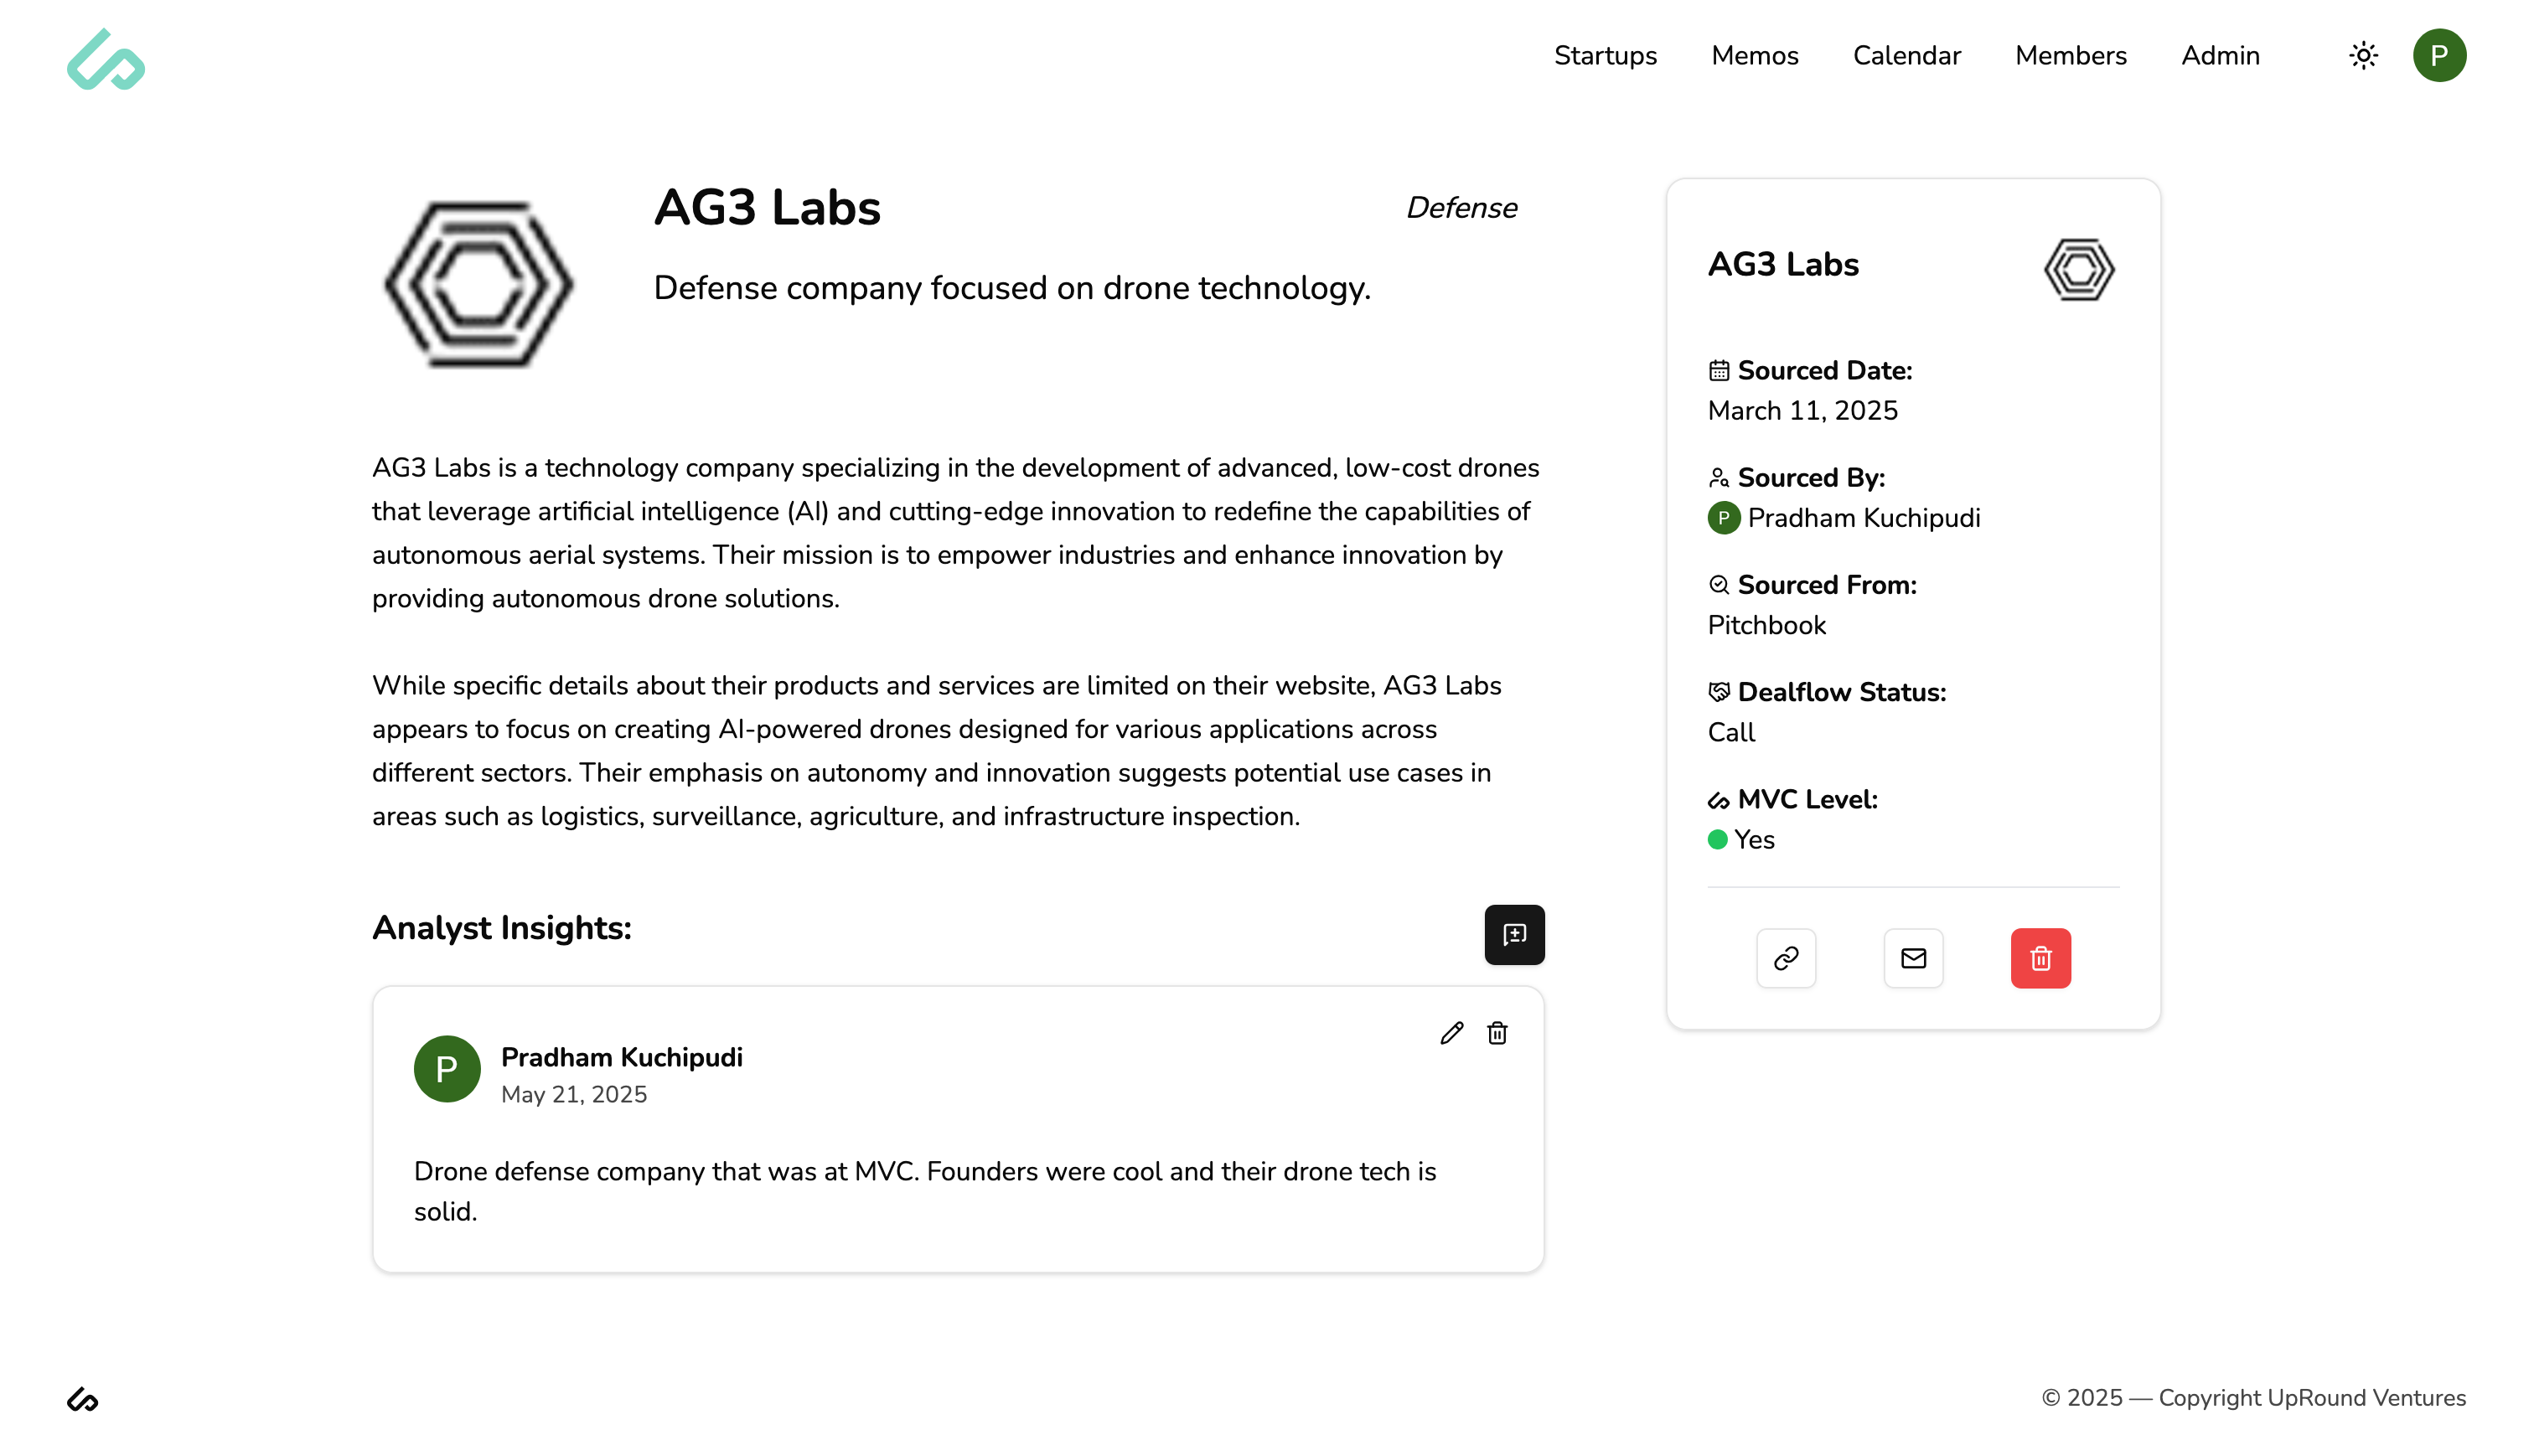 Startups Memos Calendar Members Admin P
AG3 Labs
Defense
Defense company focused on drone technology.
AG3 Labs is a technology company specializing in the development of advanced, low-cost drones
that leverage artificial intelligence (AI) and cutting-edge innovation to redefine the capabilities of
autonomous aerial systems. Their mission is to empower industries and enhance innovation by
providing autonomous drone solutions.
While specific details about their products and services are limited on their website, AG3 Labs
appears to focus on creating AI-powered drones designed for various applications across
different sectors. Their emphasis on autonomy and innovation suggests potential use cases in
areas such as logistics, surveillance, agriculture, and infrastructure inspection.
Analyst Insights:
P
Pradham Kuchipudi
May 21, 2025
Drone defense company that was at MVC. Founders were cool and their drone tech is
solid.
AG3 Labs
Sourced Date:
March 11, 2025
Sourced By:
P Pradham Kuchipudi
Sourced From:
Pitchbook
Dealflow Status:
Call
MVC Level:
Yes
© 2025 — Copyright UpRound Ventures